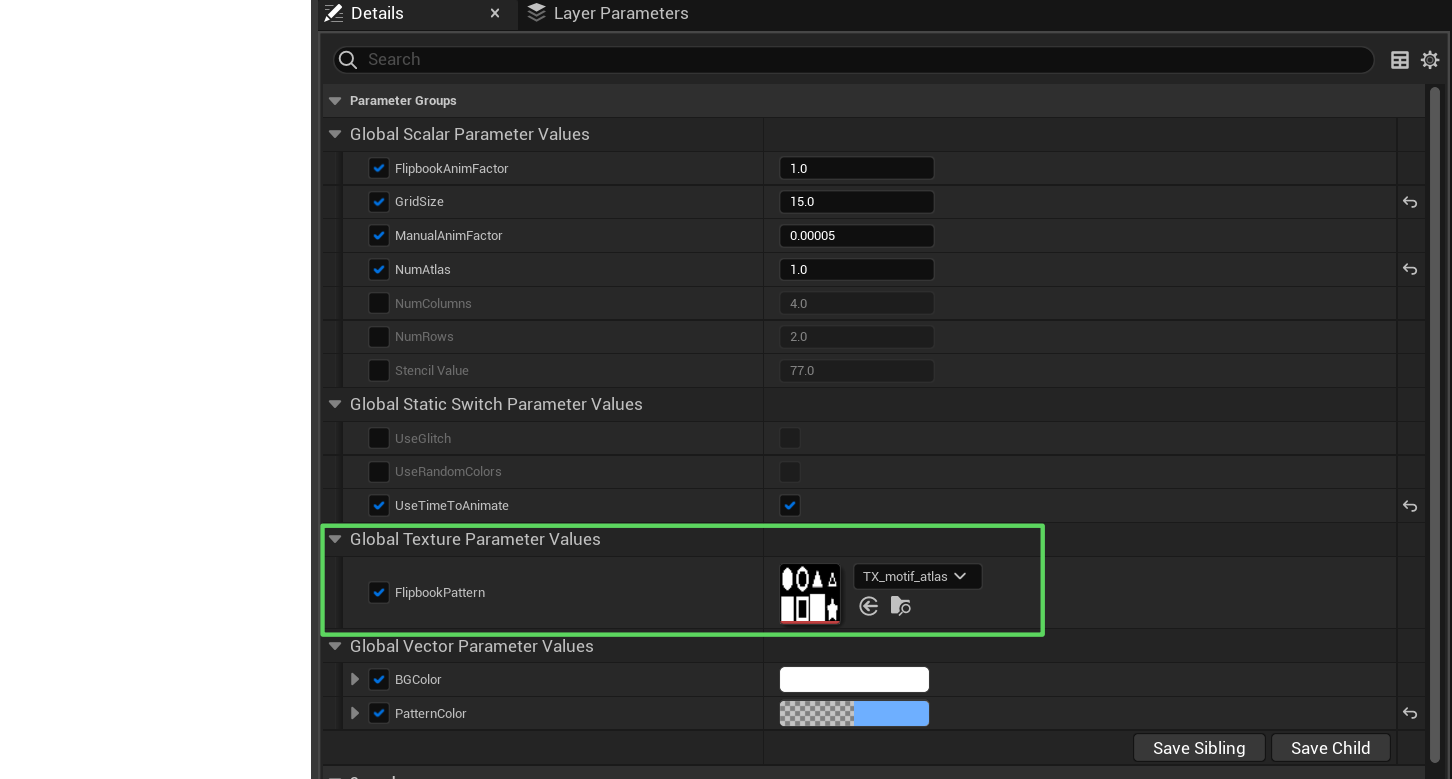 Details
Layer Parameters
Search
Parameter Groups
Global Scalar Parameter Values
FlipbookAnimFactor 1.0
GridSize 15.0
ManualAnimFactor 0.00005
NumAtlas 1.0
NumColumns 4.0
NumRows 2.0
Stencil Value 77.0
Global Static Switch Parameter Values
UseGlitch
UseRandomColors
UseTimeToAnimate
Global Texture Parameter Values
FlipbookPattern TX_motif_atlas
Global Vector Parameter Values
BGColor
PatternColor
Save Sibling Save Child